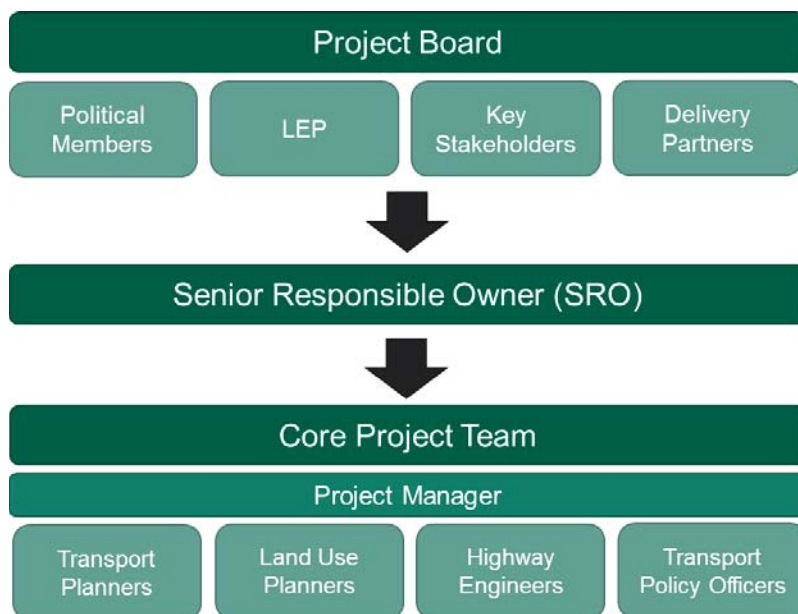 Project Board
Political
Members
LEP
Key
Stakeholders
Delivery
Partners
Senior Responsible Owner (SRO)
Core Project Team
Project Manager
Transport
Planners
Land Use
Planners
Highway
Engineers
Transport
Policy Officers